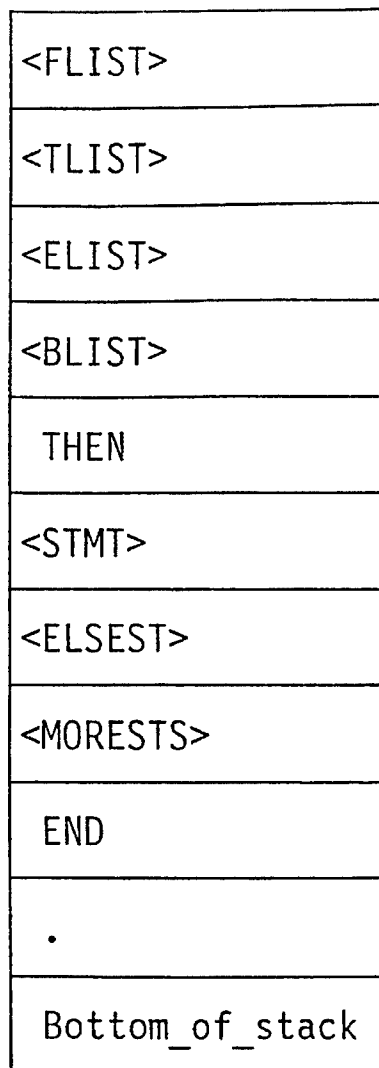 <FLIST>
<TLIST>
<ELIST>
<BLIST>
THEN
<STMT>
<ELSEST>
<MORESTS>
END
.
Bottom_of_stack